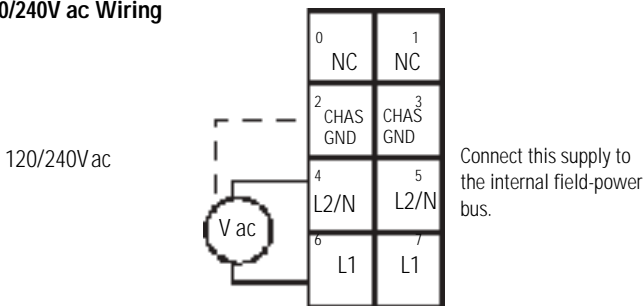 0/240V ac Wiring
0 1
NC NC
2 3
CHAS CHAS
GND GND
120/240V ac
4 5
L2/N L2/N
V ac
6 7
L1 L1
Connect this supply to
the internal field-power
bus.